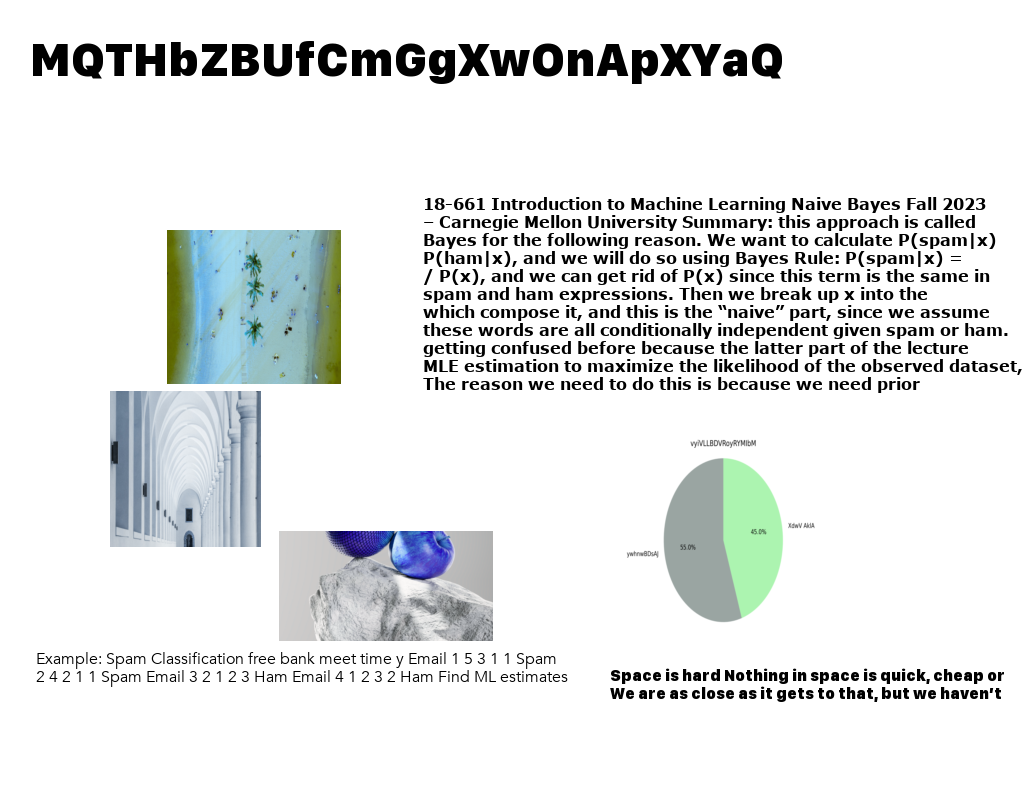 MQTHbZBUfCmGgXwOnApXYaQ
18-661 Introduction to Machine Learning Naive Bayes Fall 2023
– Carnegie Mellon University Summary: this approach is called
Bayes for the following reason. We want to calculate P(spam|x)
P(ham|x), and we will do so using Bayes Rule: P(spam|x) =
/ P(x), and we can get rid of P(x) since this term is the same in
spam and ham expressions. Then we break up x into the
which compose it, and this is the “naive” part, since we assume
these words are all conditionally independent given spam or ham.
getting confused before because the latter part of the lecture
MLE estimation to maximize the likelihood of the observed dataset,
The reason we need to do this is because we need prior
vyiVLLBDVRoyRYMIbM
45.0%
XdwV AkIA
55.0%
ywhnwBDsAJ
Example: Spam Classification free bank meet time y Email 1 5 3 1 1 Spam
2 4 2 1 1 Spam Email 3 2 1 2 3 Ham Email 4 1 2 3 2 Ham Find ML estimates
Space is hard Nothing in space is quick, cheap or
We are as close as it gets to that, but we haven’t